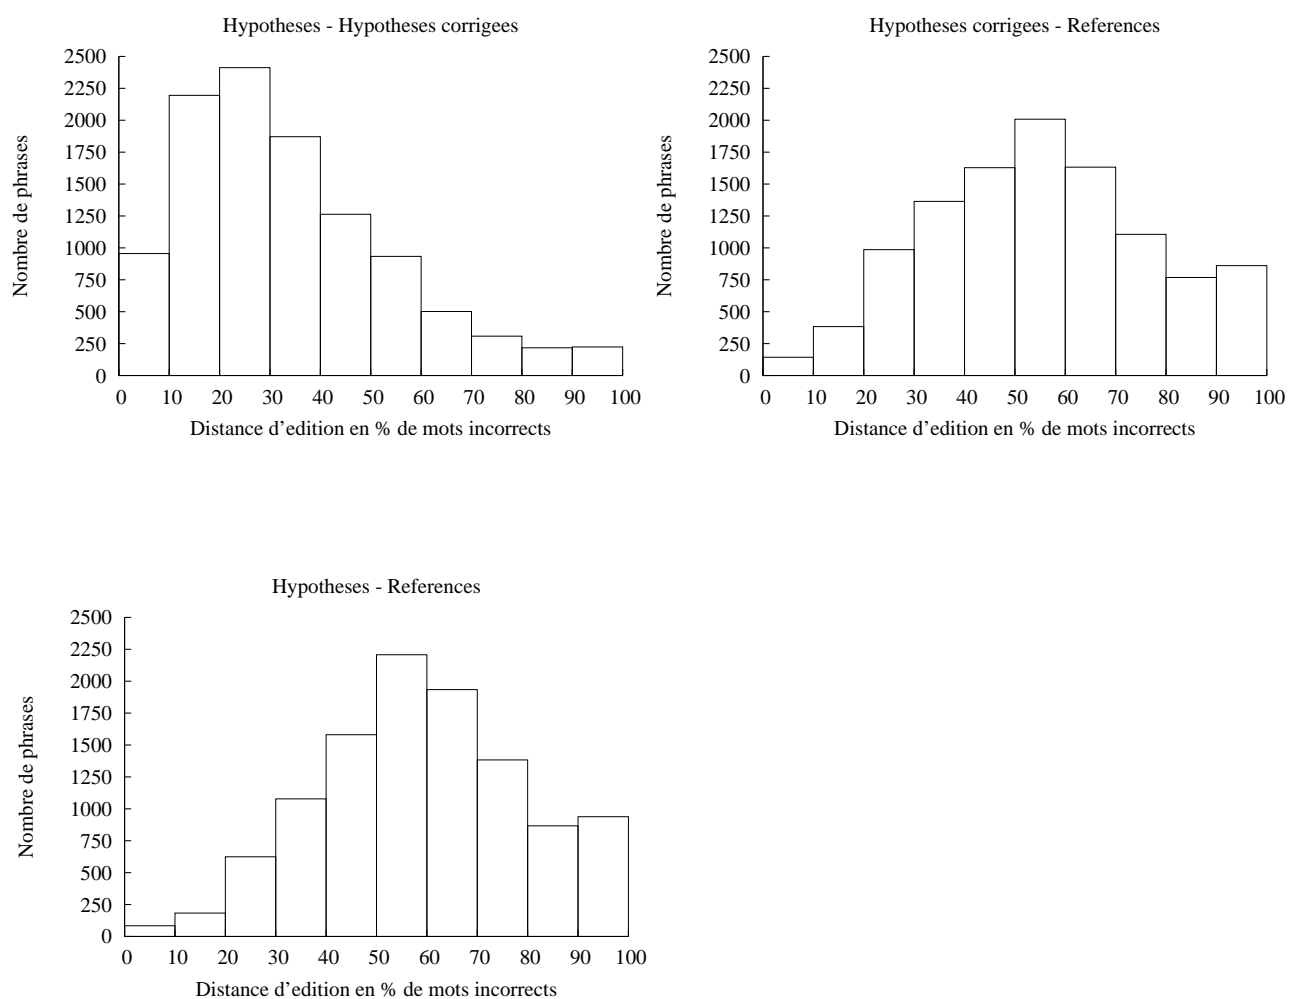 Hypotheses - Hypotheses corrigees
2500
2250
2000
1750
1500
1250
1000
750
500
250
0
Nombre de phrases
0 10 20 30 40 50 60 70 80 90 100
Distance d’edition en % de mots incorrects
Hypotheses corrigees - References
2500
2250
2000
1750
1500
1250
1000
750
500
250
0
Nombre de phrases
0 10 20 30 40 50 60 70 80 90 100
Distance d’edition en % de mots incorrects
Hypotheses - References
2500
2250
2000
1750
1500
1250
1000
750
500
250
0
Nombre de phrases
0 10 20 30 40 50 60 70 80 90 100
Distance d’edition en % de mots incorrects